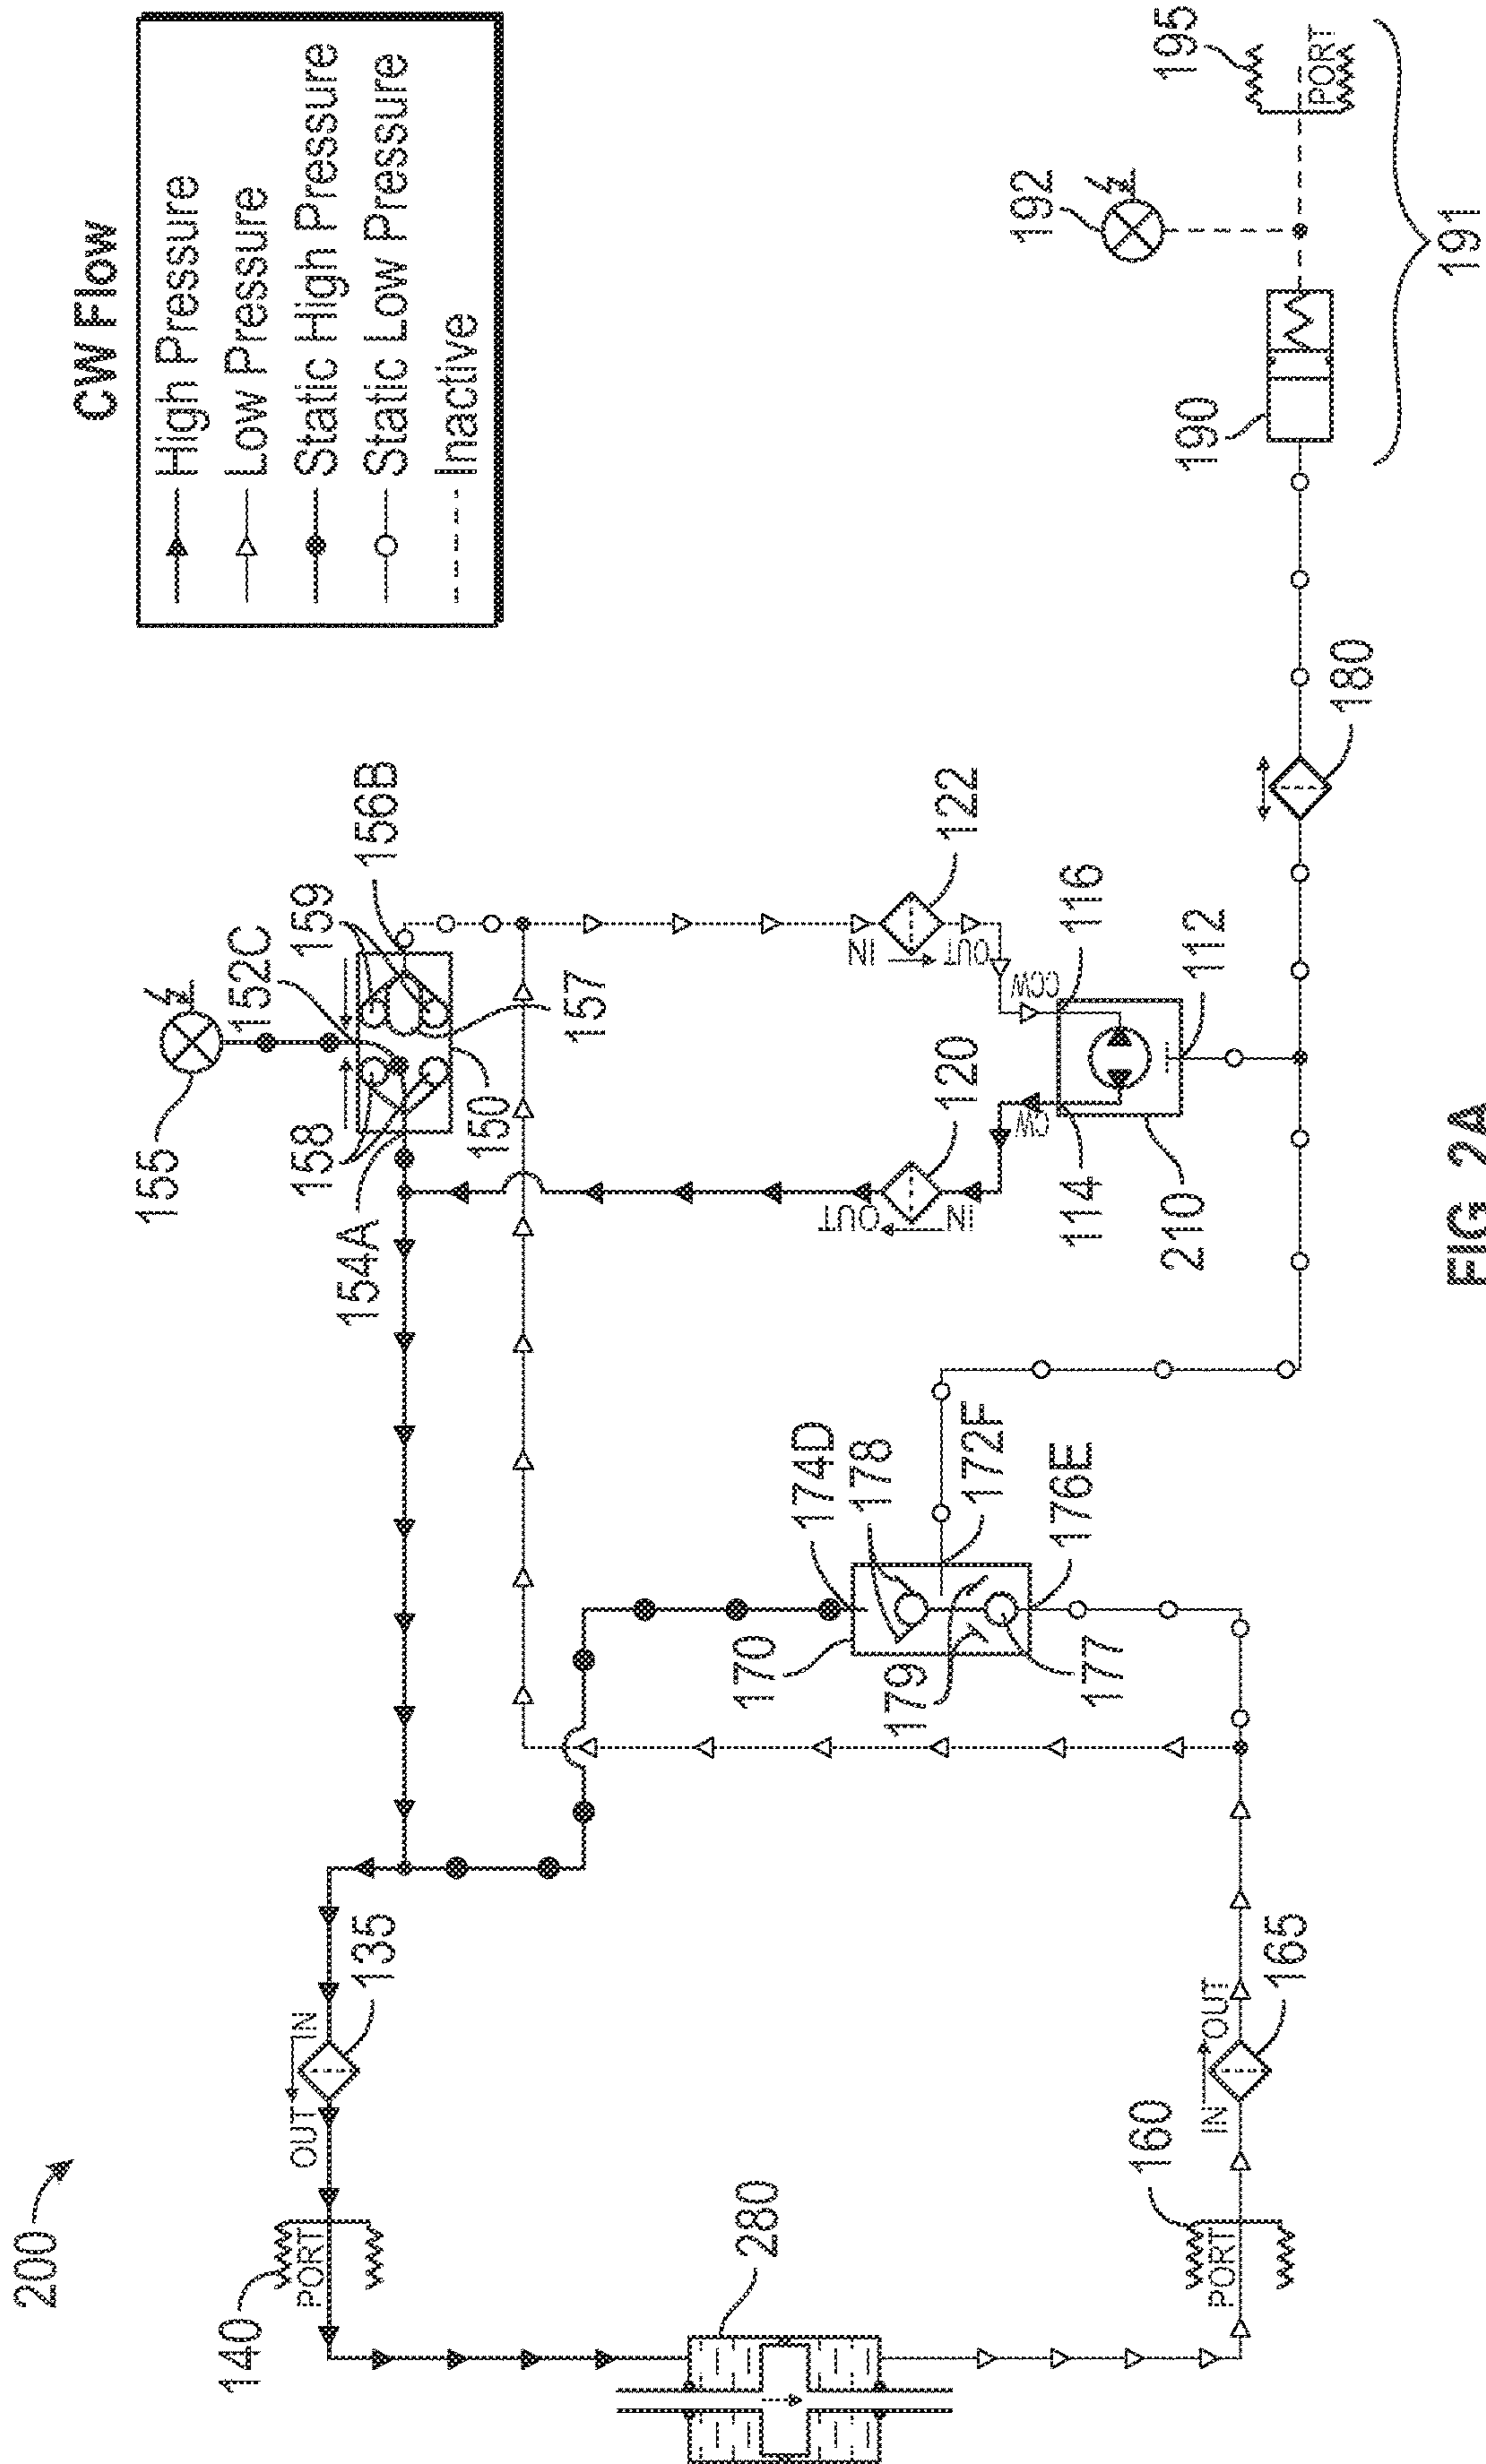 CW Flow
High Pressure
Low Pressure
Static High Pressure
Static Low Pressure
Inactive
200
140
PORT
OUT
IN
135
280
160
PORT
IN
OUT
165
170
174D
178
179
172F
176E
177
155
152C
158
159
154A
156B
150
157
120
OUT
IN
122
IN
OUT
CW
CCW
114
116
210
112
180
190
192
195
PORT
191
FIG. 2A